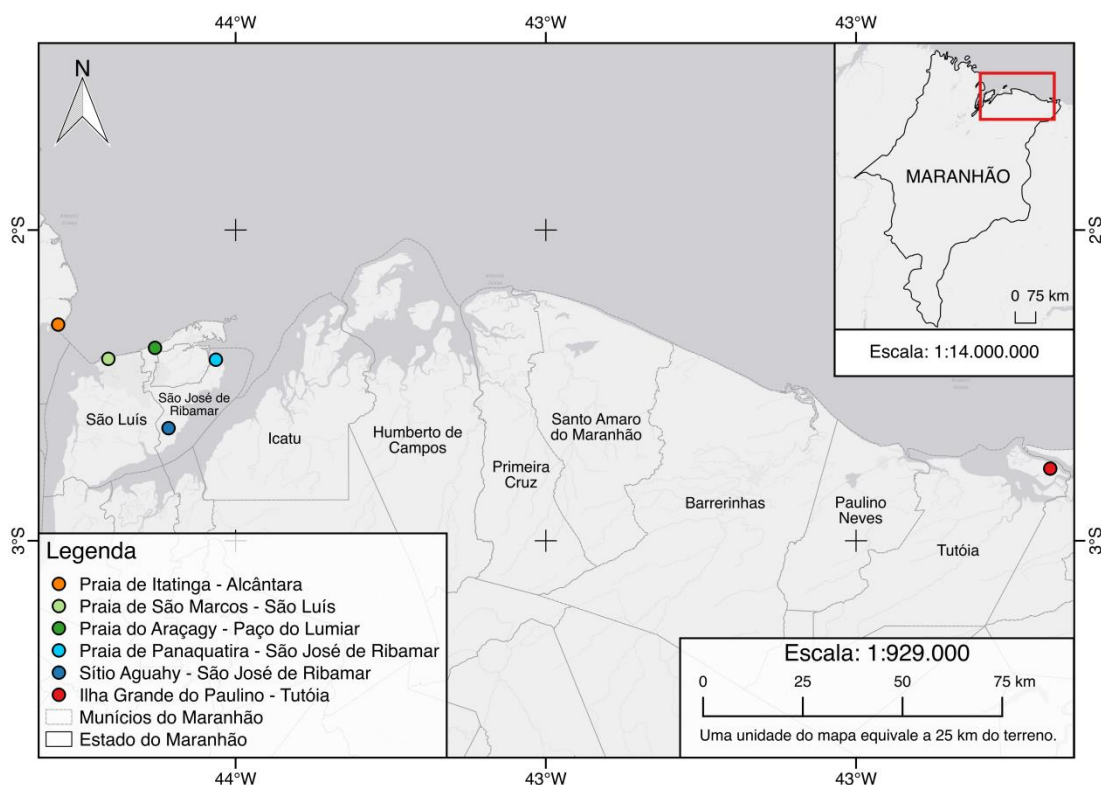 44°W 43°W 43°W
N
MARANHÃO
0 75 km
Escala: 1:14.000.000
2°S 2°S
São Luís
São José de
Ribamar
Icatu
Humberto de
Campos
Primeira
Cruz
Santo Amaro
do Maranhão
Barrerinhas
Paulino
Neves
Tutóia
3°S 3°S
Legenda
Praia de Itatinga - Alcântara
Praia de São Marcos - São Luís
Praia do Araçagy - Paço do Lumiar
Praia de Panaquatira - São José de Ribamar
Sítio Aguahy - São José de Ribamar
Ilha Grande do Paulino - Tutóia
Munícios do Maranhão
Estado do Maranhão
Escala: 1:929.000
0 25 50 75 km
Uma unidade do mapa equivale a 25 km do terreno.
44°W 43°W 43°W